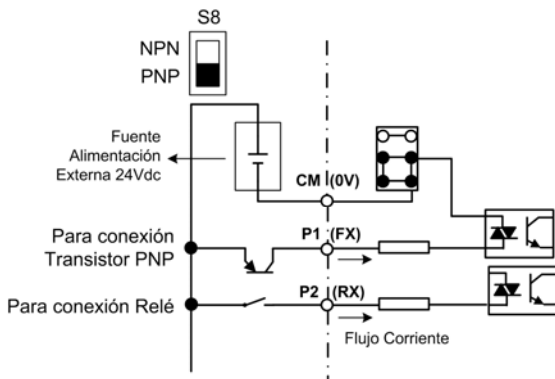 S8
NPN
PNP
Fuente
Alimentación
Externa 24Vdc
CM (0V)
Para conexión
Transistor PNP
P1 (FX)
Para conexión Relé
P2 (RX)
Flujo Corriente